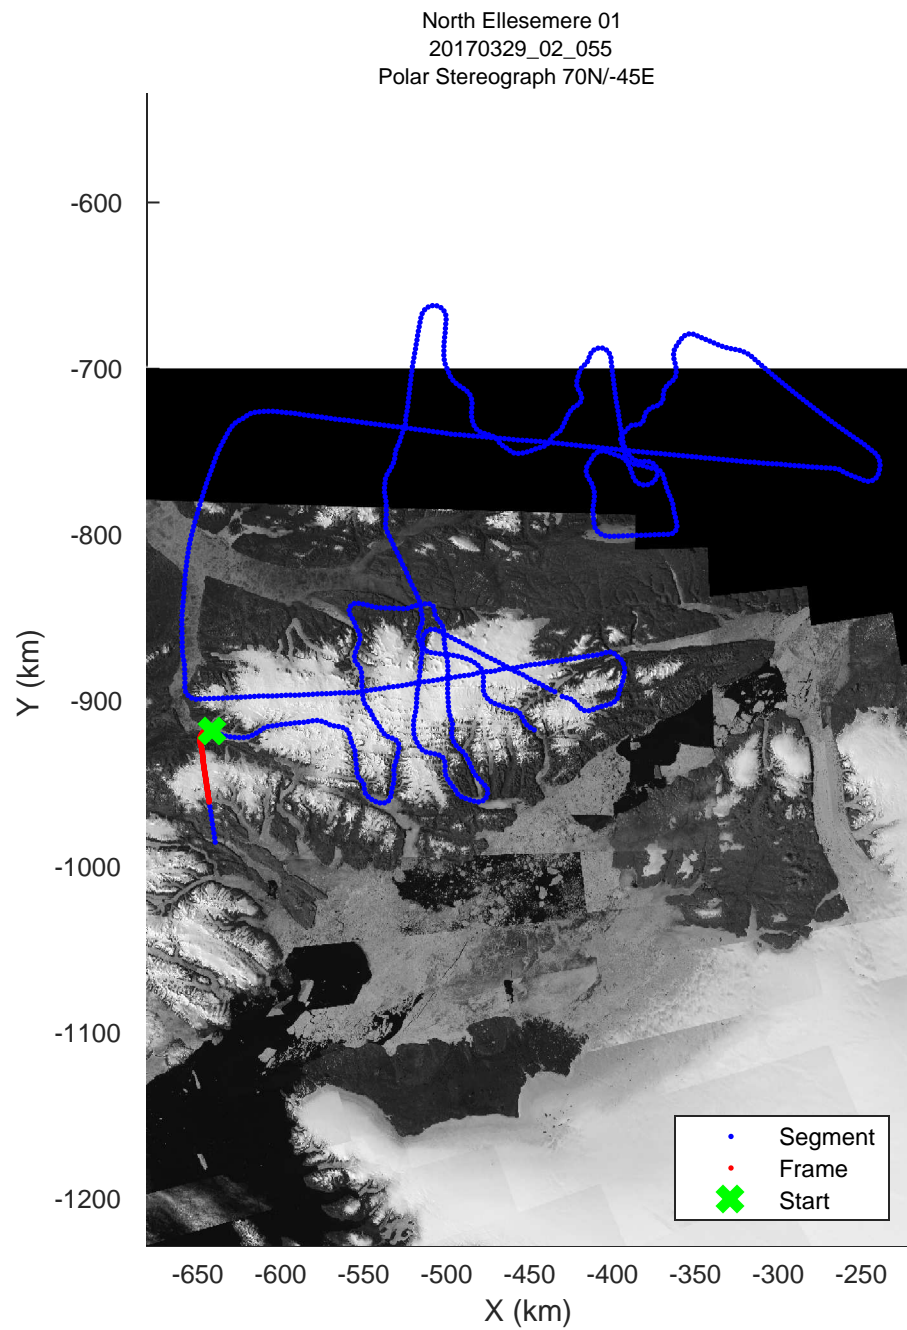 North Ellesemere 01
20170329_02_055
Polar Stereograph 70N/-45E
-600
-700
-800
-900
-1000
-1100
-1200
Y (km)
Segment
Frame
Start
-650 -600 -550 -500 -450 -400 -350 -300 -250
X (km)